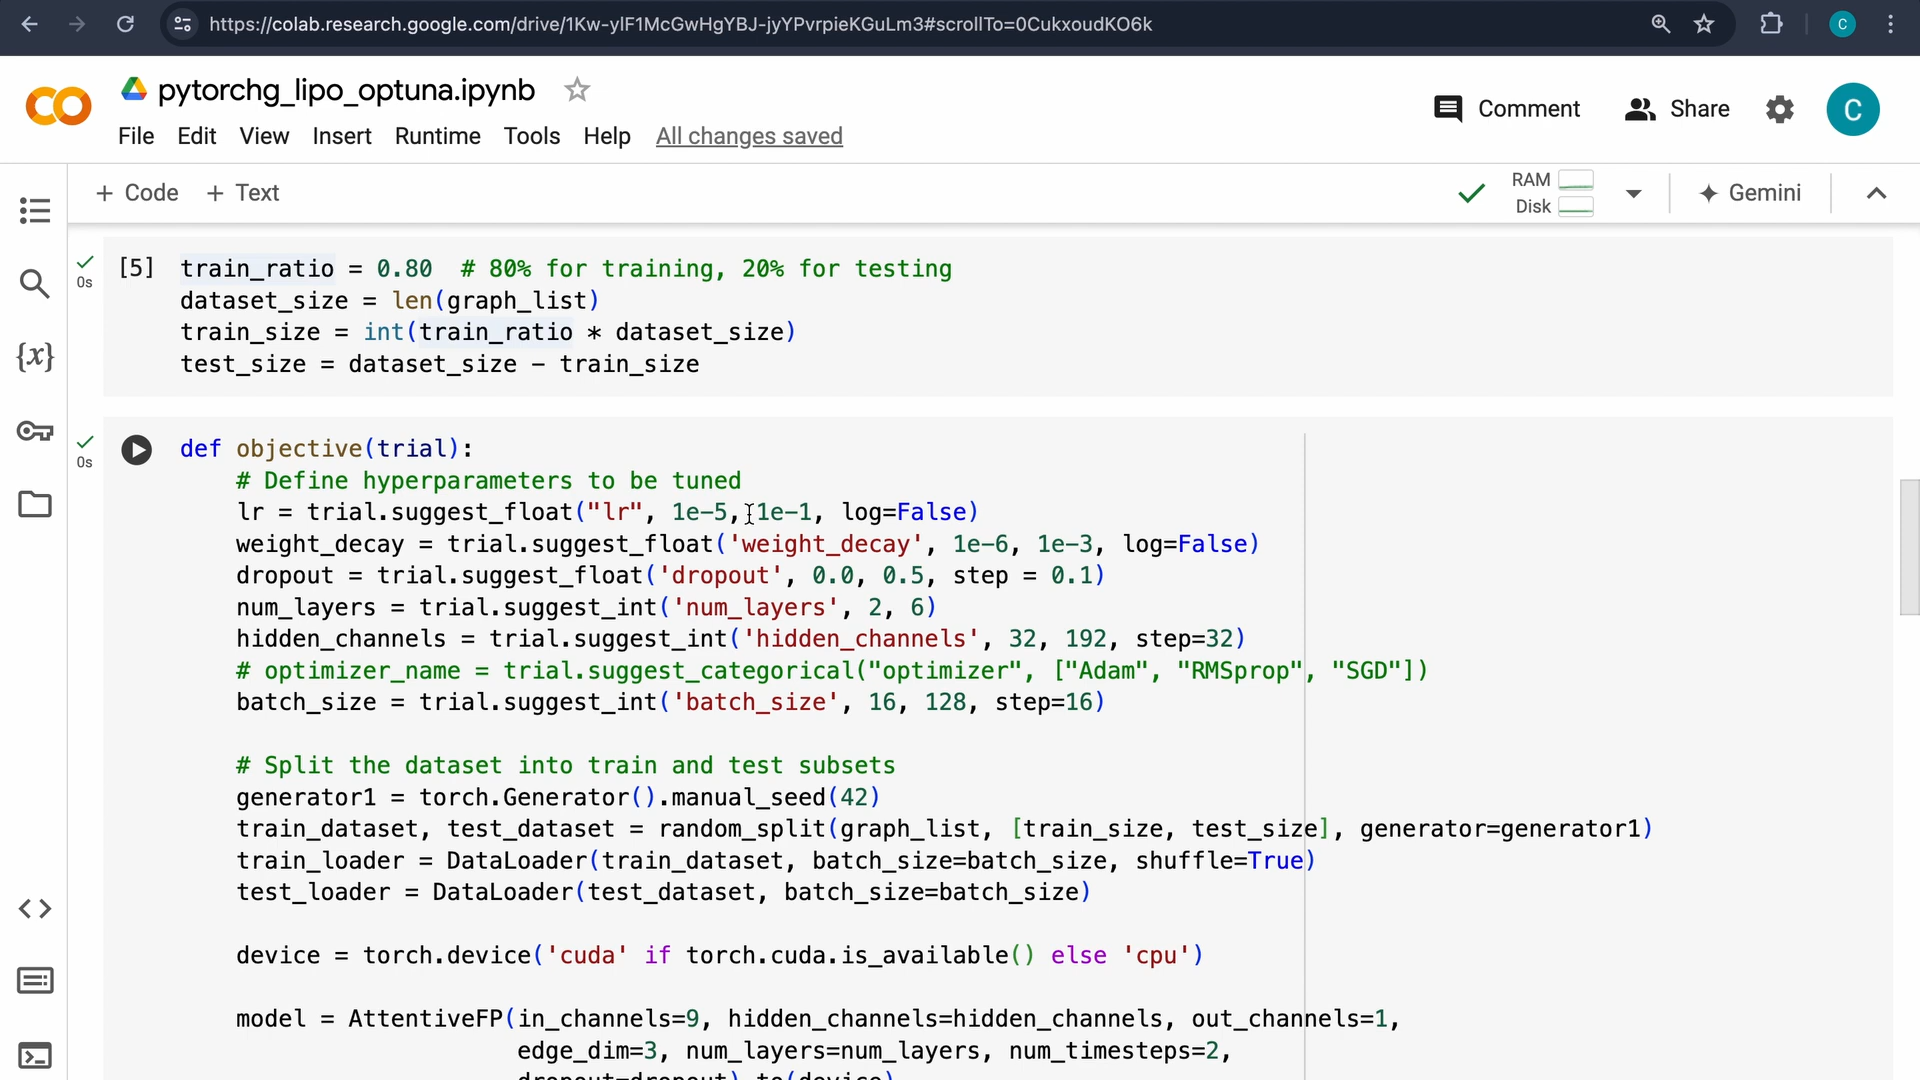 https://colab.research.google.com/drive/1Kw-ylF1McGwHgYBJ-jyYPvrpieKGuLm3#scrollTo=0CukxoudKO6k
C
pytorchg_lipo_optuna.ipynb
Comment
Share
C
File Edit View Insert Runtime Tools Help All changes saved
+ Code + Text
RAM
Disk
Gemini
{x}
0s
[5] train_ratio = 0.80  # 80% for training, 20% for testing
dataset_size = len(graph_list)
train_size = int(train_ratio * dataset_size)
test_size = dataset_size - train_size
0s
def objective(trial):
    # Define hyperparameters to be tuned
    lr = trial.suggest_float("lr", 1e-5, 1e-1, log=False)
    weight_decay = trial.suggest_float('weight_decay', 1e-6, 1e-3, log=False)
    dropout = trial.suggest_float('dropout', 0.0, 0.5, step = 0.1)
    num_layers = trial.suggest_int('num_layers', 2, 6)
    hidden_channels = trial.suggest_int('hidden_channels', 32, 192, step=32)
    # optimizer_name = trial.suggest_categorical("optimizer", ["Adam", "RMSprop", "SGD"])
    batch_size = trial.suggest_int('batch_size', 16, 128, step=16)
    # Split the dataset into train and test subsets
    generator1 = torch.Generator().manual_seed(42)
    train_dataset, test_dataset = random_split(graph_list, [train_size, test_size], generator=generator1)
    train_loader = DataLoader(train_dataset, batch_size=batch_size, shuffle=True)
    test_loader = DataLoader(test_dataset, batch_size=batch_size)
    device = torch.device('cuda' if torch.cuda.is_available() else 'cpu')
    model = AttentiveFP(in_channels=9, hidden_channels=hidden_channels, out_channels=1,
                        edge_dim=3, num_layers=num_layers, num_timesteps=2,
                        dropout=dropout).to(device)